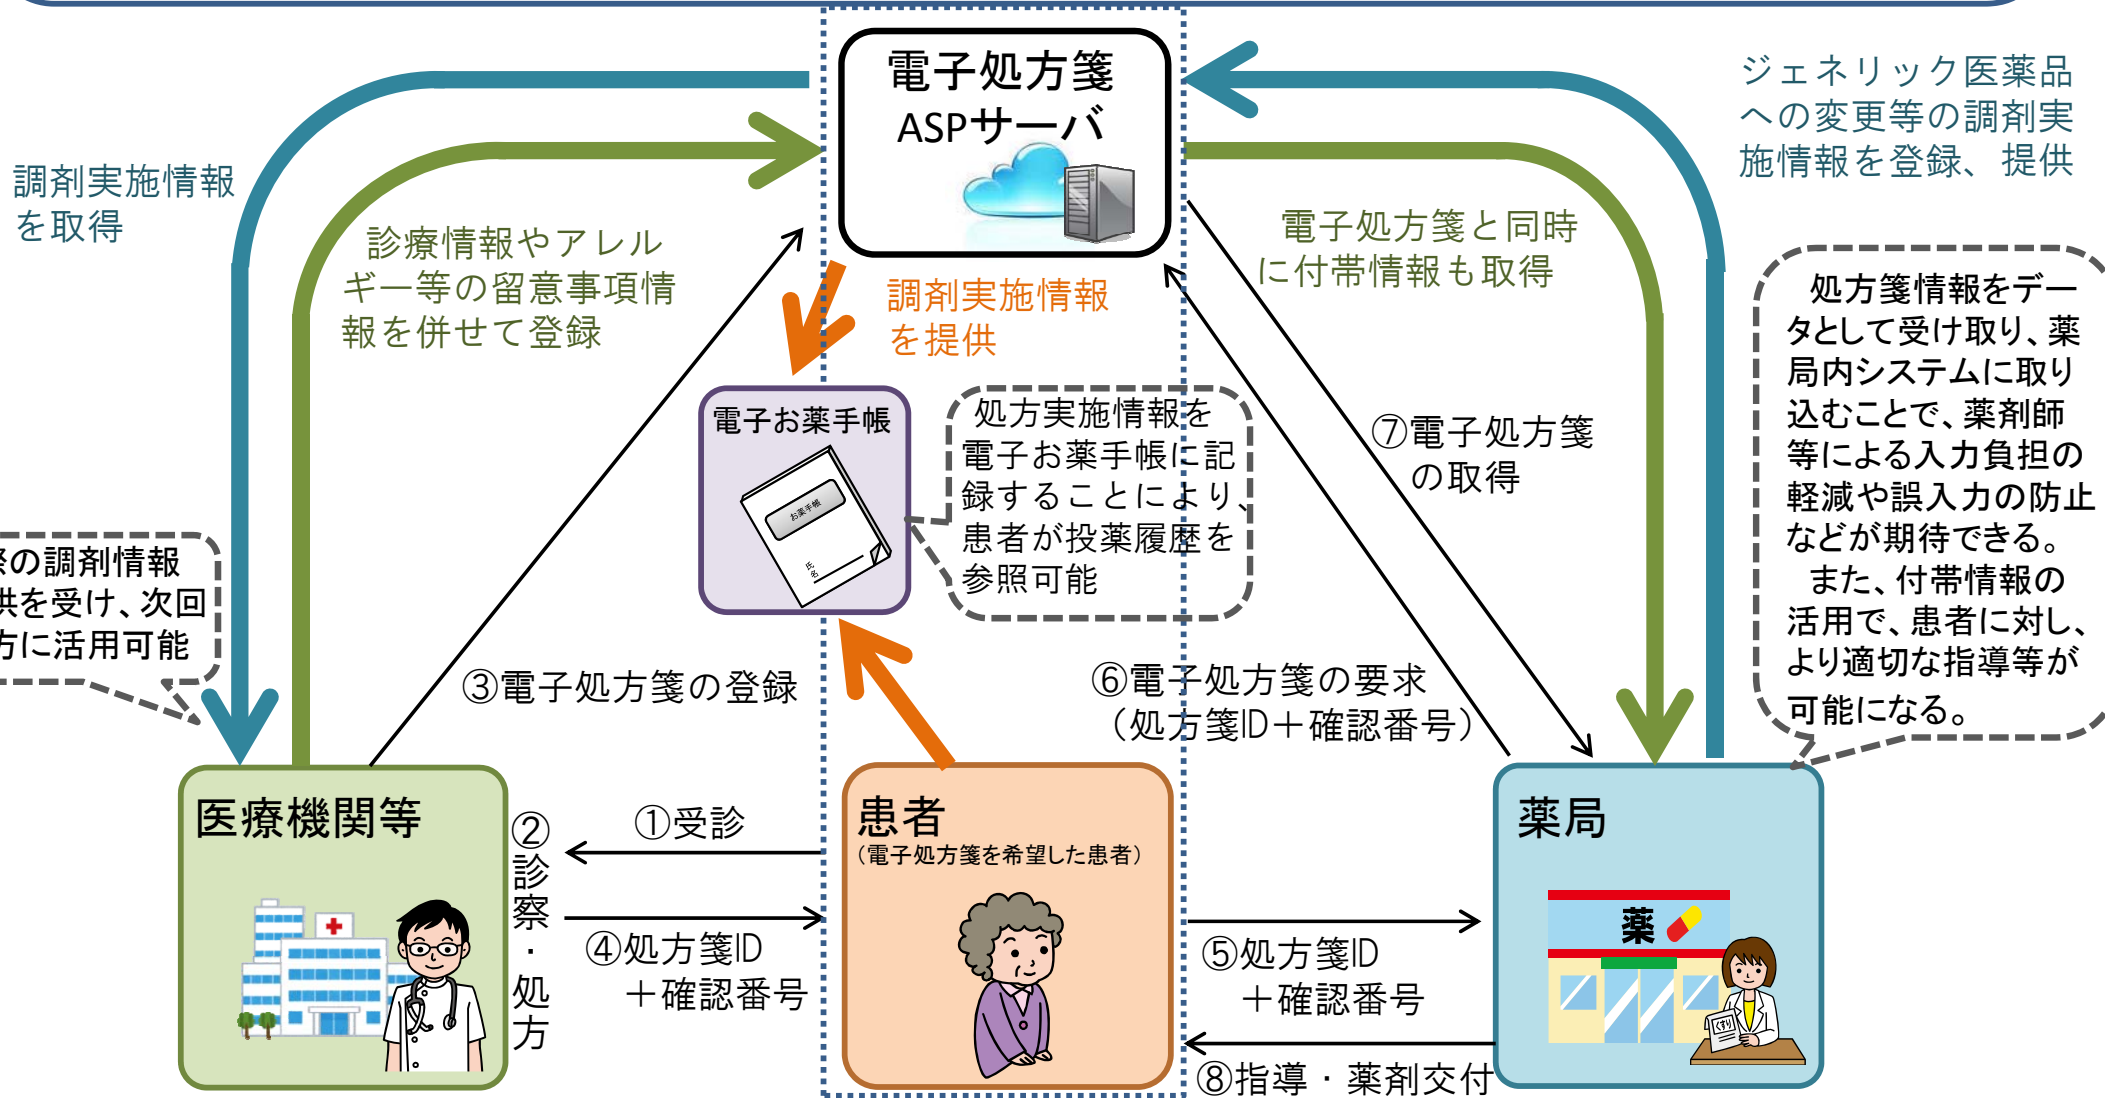 電子処方箋
ASPサーバ
ジェネリック医薬品
への変更等の調剤実
施情報を登録、提供
調剤実施情報
を取得
診療情報やアレル
ギー等の留意事項情
報を併せて登録
電子処方箋と同時
に付帯情報も取得
調剤実施情報
を提供
処方箋情報をデー
タとして受け取り、薬
局内システムに取り
込むことで、薬剤師
等による入力負担の
軽減や誤入力の防止
などが期待できる。
また、付帯情報の
活用で、患者に対し、
より適切な指導等が
可能になる。
電子お薬手帳
お薬手帳
氏名
処方実施情報を
電子お薬手帳に記
録することにより、
患者が投薬履歴を
参照可能
⑦電子処方箋
の取得
の調剤情報
を受け、次回
方に活用可能
③電子処方箋の登録
⑥電子処方箋の要求
（処方箋ID＋確認番号）
医療機関等
②診察・処方
①受診
④処方箋ID
＋確認番号
患者
（電子処方箋を希望した患者）
⑤処方箋ID
＋確認番号
⑧指導・薬剤交付
薬局
薬
くすり